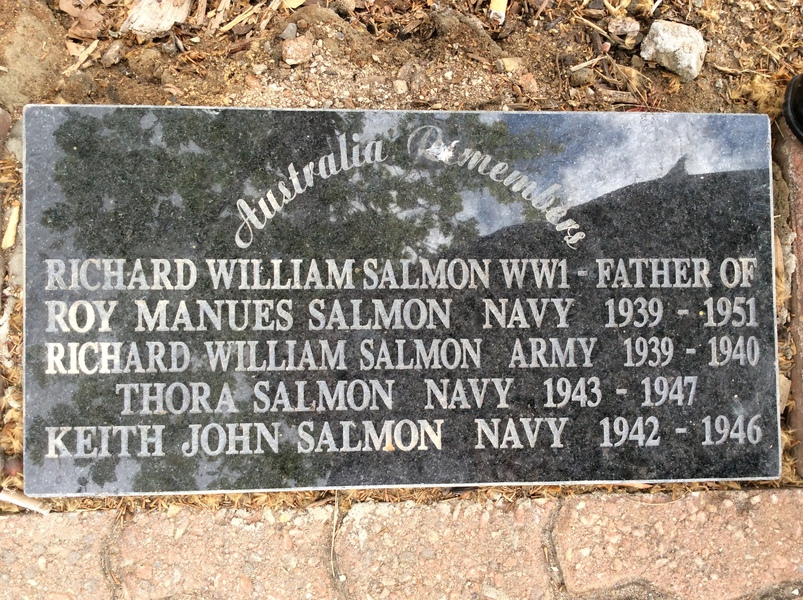 Australia Remembers
RICHARD WILLIAM SALMON WW1 - FATHER OF
ROY MANUES SALMON NAVY 1939 - 1951
RICHARD WILLIAM SALMON ARMY 1939 - 1940
THORA SALMON NAVY 1943 - 1947
KEITH JOHN SALMON NAVY 1942 - 1946